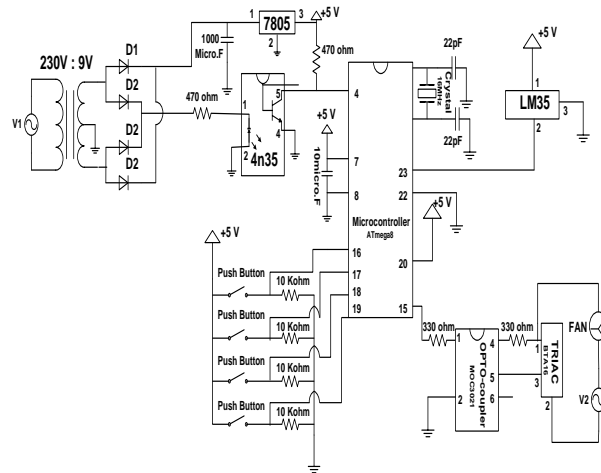 230V : 9V
D1
D2
D2
D2
V1
1
7805
3
2
+5 V
1000
Micro.F
470 ohm
470 ohm
1
2
5
4
4n35
22pF
22pF
Crystal
16MHz
+5 V
1
LM35
3
2
+5 V
10micro.F
4
7
8
23
22
Microcontroller
ATmega8
+5 V
20
16
17
18
19
15
+5 V
Push Button
10 Kohm
Push Button
10 Kohm
Push Button
10 Kohm
Push Button
10 Kohm
330 ohm
1
2
4
5
6
OPTO-coupler
MOC3021
330 ohm
1
3
2
TRIAC
BTA16
FAN
V2